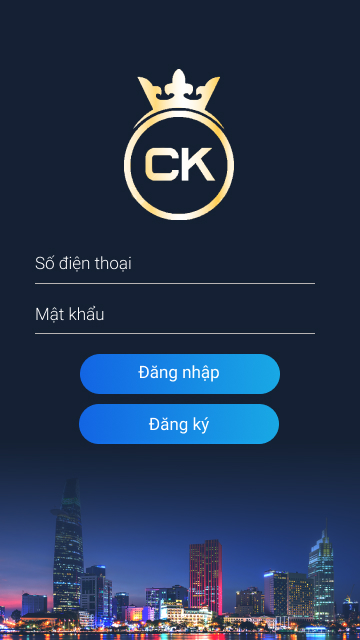 CK
Số điện thoại
Mật khẩu
Đăng nhập
Đăng ký